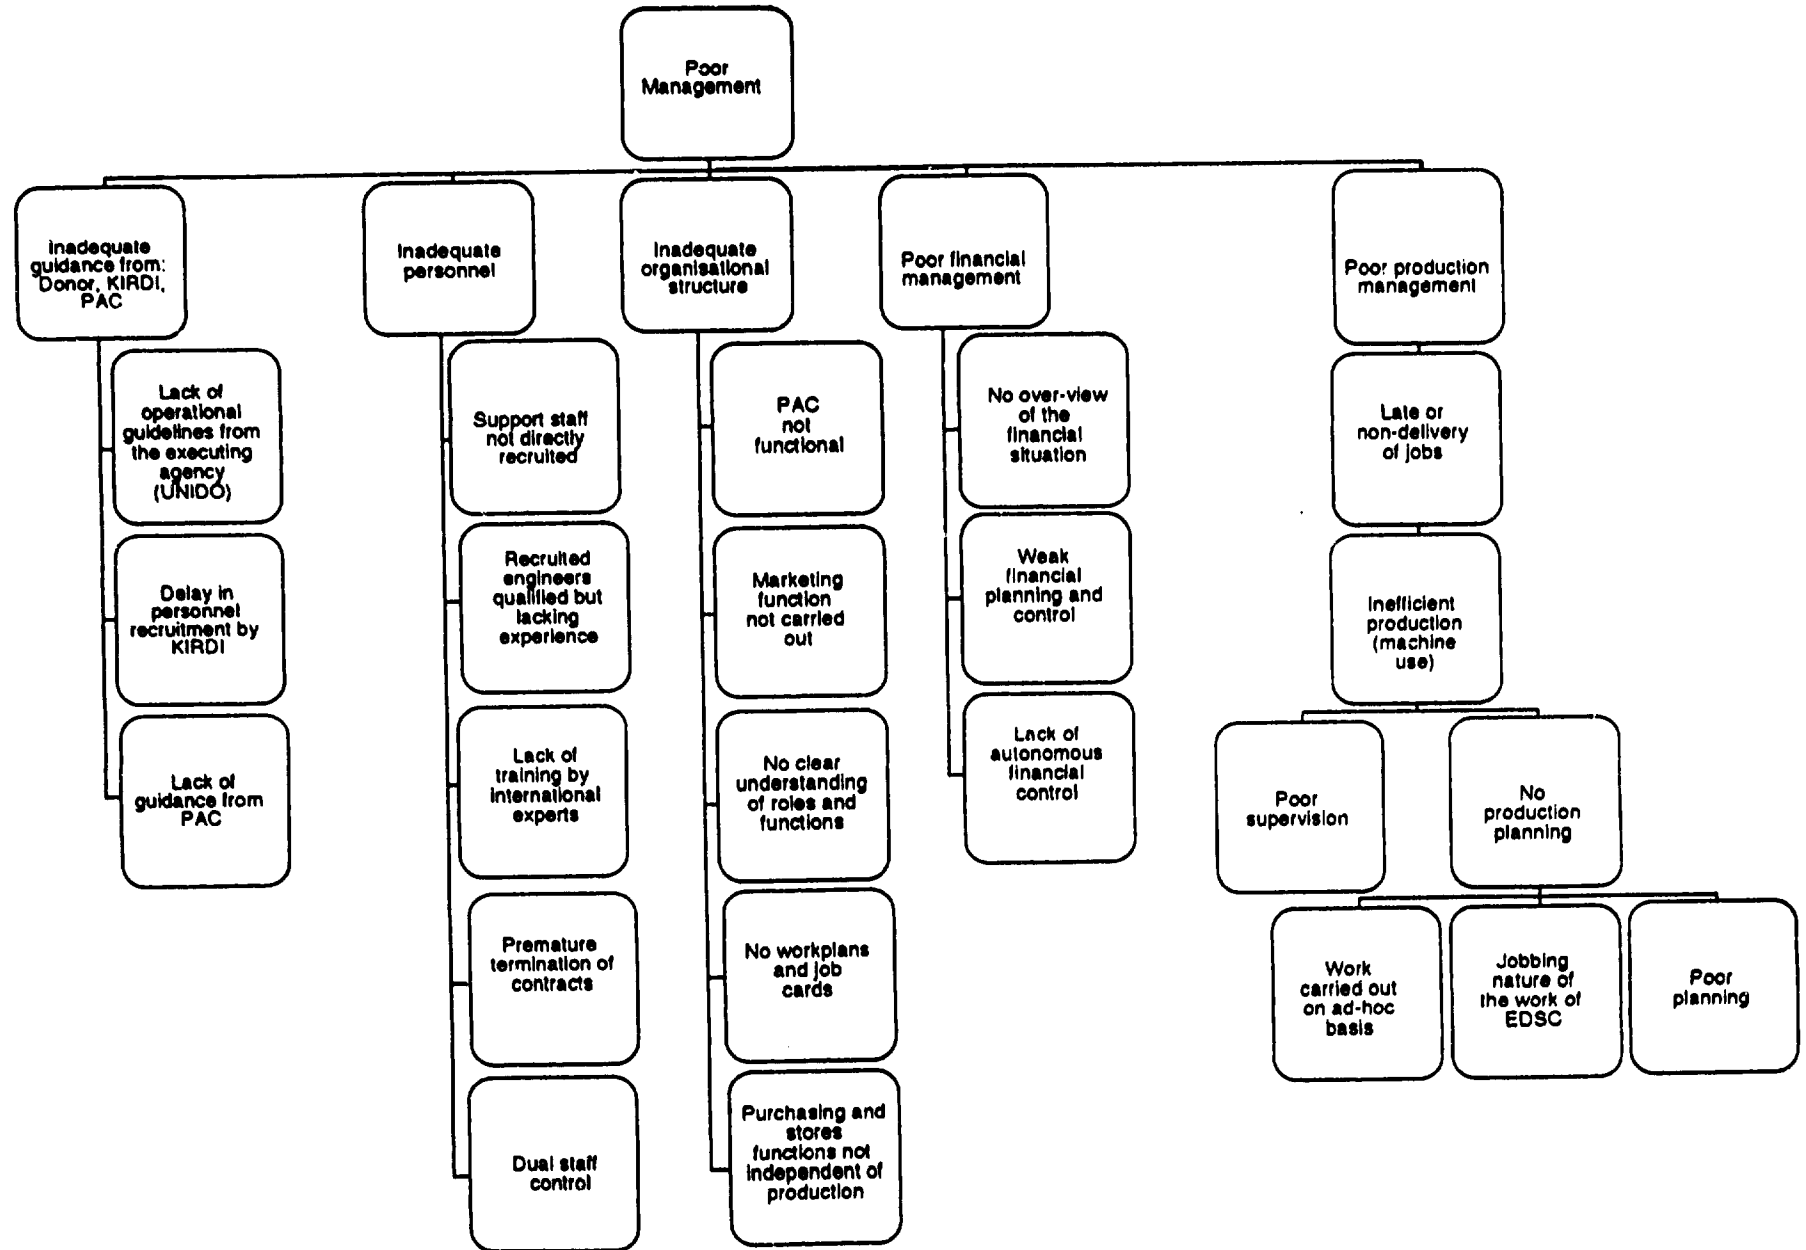 Poor
Management
Inadequate
guidance from:
Donor, KIRDI,
PAC
Lack of
operational
guidelines from
the executing
agency
(UNIDO)
Delay in
personnel
recruitment by
KIRDI
Lack of
guidance from
PAC
Inadequate
personnel
Support staff
not directly
recruited
Recruited
engineers
qualified but
lacking
experience
Lack of
training by
international
experts
Premature
termination of
contracts
Dual staff
control
Inadequate
organisational
structure
PAC
not
functional
Marketing
function
not carried
out
No clear
understanding
of roles and
functions
No workplans
and job
cards
Purchasing and
stores
functions not
independent of
production
Poor financial
management
No over-view
of the
financial
situation
Weak
financial
planning and
control
Lack of
autonomous
financial
control
Poor production
management
Late or
non-delivery
of jobs
Inefficient
production
(machine
use)
Poor
supervision
No
production
planning
Work
carried out
on ad-hoc
basis
Jobbing
nature of
the work of
EDSC
Poor
planning